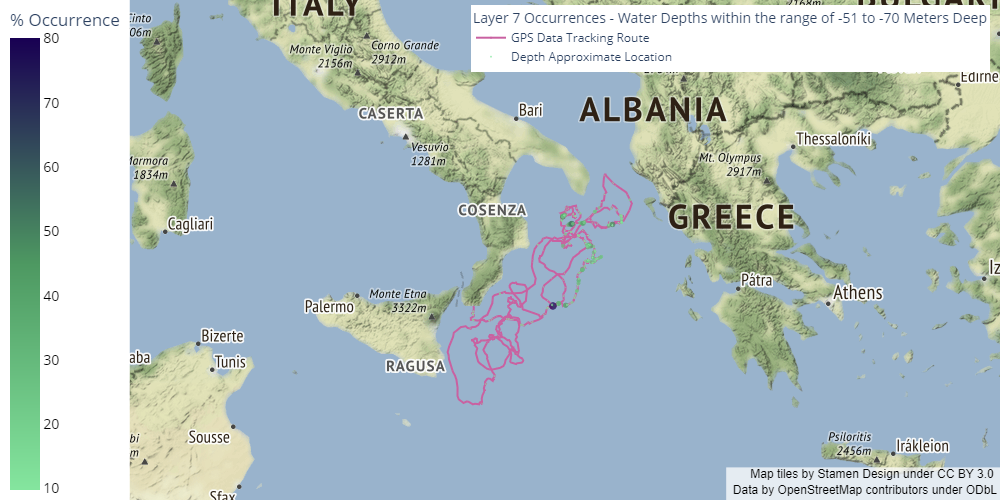 % Occurrence
80
70
60
50
40
30
20
10
Layer 7 Occurrences - Water Depths within the range of -51 to -70 Meters Deep
GPS Data Tracking Route
Depth Approximate Location
ITALY
Monte Viglio
2156m
Corno Grande
2912m
CASERTA
Vesuvio
1281m
Bari
ALBANIA
Edirne
Thessaloníki
Mt. Olympus
2917m
GREECE
1834m
Cagliari
COSENZA
Palermo
Monte Etna
3322m
RAGUSA
Pátra
Athens
Bizerte
Tunis
Sousse
Sfax
Psiloritis
2456m
Irákleion
Map tiles by Stamen Design under CC BY 3.0
Data by OpenStreetMap contributors under ODbL